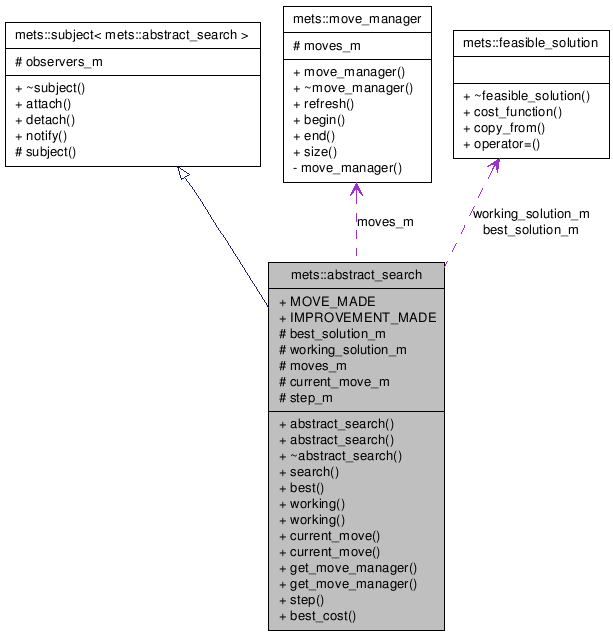 mets::subject< mets::abstract_search >
# observers_m
+ ~subject()
+ attach()
+ detach()
+ notify()
# subject()
mets::move_manager
# moves_m
+ move_manager()
+ ~move_manager()
+ refresh()
+ begin()
+ end()
+ size()
- move_manager()
mets::feasible_solution
+ ~feasible_solution()
+ cost_function()
+ copy_from()
+ operator=()
moves_m
working_solution_m
best_solution_m
mets::abstract_search
+ MOVE_MADE
+ IMPROVEMENT_MADE
# best_solution_m
# working_solution_m
# moves_m
# current_move_m
# step_m
+ abstract_search()
+ abstract_search()
+ ~abstract_search()
+ search()
+ best()
+ working()
+ working()
+ current_move()
+ current_move()
+ get_move_manager()
+ get_move_manager()
+ step()
+ best_cost()